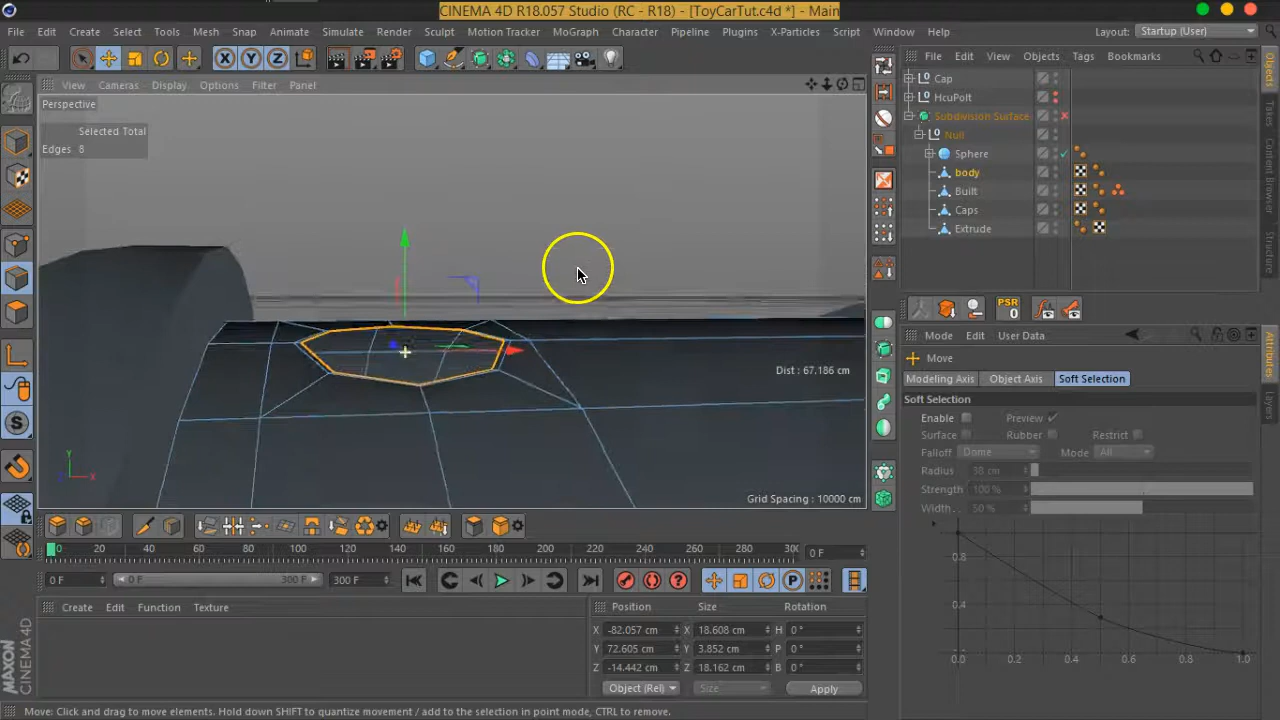 CINEMA 4D R18.057 Studio (RC - R18) - [ToyCarTut.c4d *] - Main
File Edit Create Select Tools Mesh Snap Animate Simulate Render Sculpt Motion Tracker MoGraph Character Pipeline Plugins X-Particles Script Window Help Layout: Startup (User)
X Y Z
View Cameras Display Options Filter Panel
Perspective
Selected Total
Edges 8
Dist : 67.186 cm
Grid Spacing : 10000 cm
Y
X
S
0 20 40 60 80 100 120 140 160 180 200 220 240 260 280 300 0 F
0 F 0 F 300 F 300 F
P
Create Edit Function Texture
Position Size Rotation
X -82.057 cm X 18.608 cm H 0 °
Y 72.605 cm Y 3.852 cm P 0 °
Z -14.442 cm Z 18.162 cm B 0 °
Object (Rel) Size Apply
MAXON CINEMA 4D
Move: Click and drag to move elements. Hold down SHIFT to quantize movement / add to the selection in point mode, CTRL to remove.
File Edit View Objects Tags Bookmarks
Cap
HcuPolt
Subdivision Surface
Null
Sphere
body
Built
Caps
Extrude
PSR
0
Mode Edit User Data
Move
Modeling Axis Object Axis Soft Selection
Soft Selection
Enable Preview
Surface Rubber Restrict
Falloff Dome Mode All
Radius 38 cm
Strength 100 %
Width . . 50 %
0.8
0.4
0.0 0.2 0.4 0.6 0.8 1.0
Objects
Takes
Content Browser
Structure
Attributes
Layers